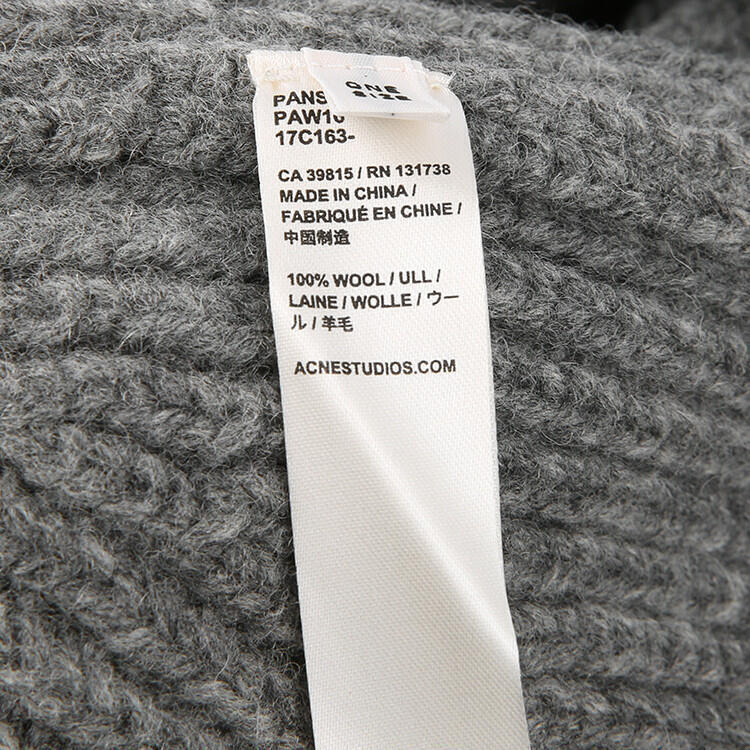 ONE
SIZE
PANS
PAW16
17C163-
CA 39815 / RN 131738
MADE IN CHINA /
FABRIQUÉ EN CHINE /
中国制造
100% WOOL / ULL /
LAINE / WOLLE / ウー
ル / 羊毛
ACNESTUDIOS.COM